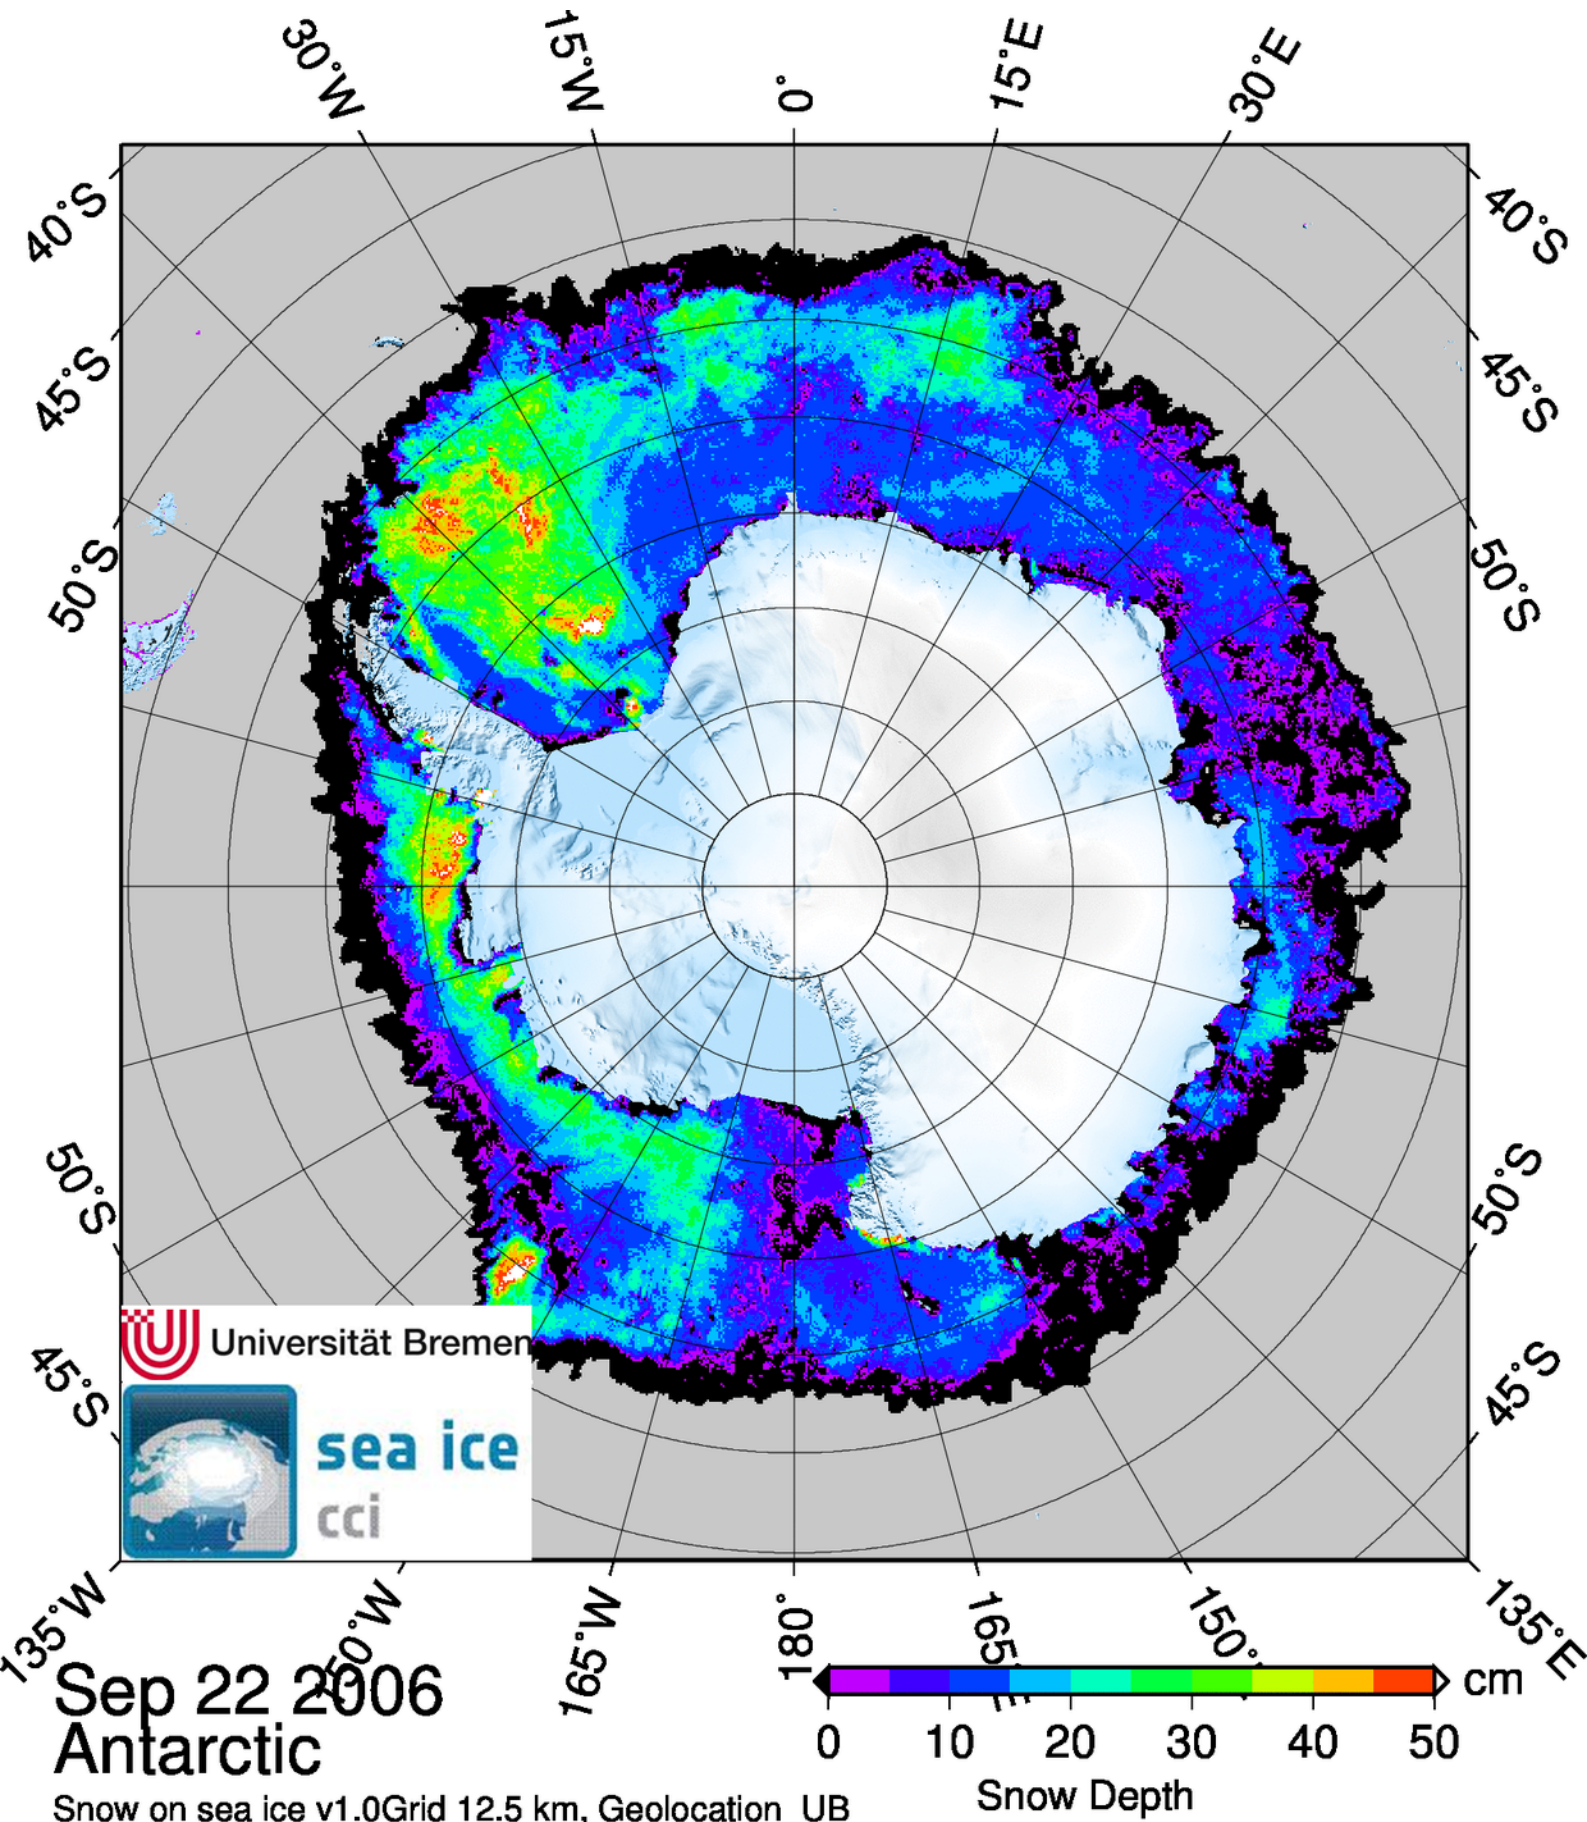 30°W 15°W 0° 15°E 30°E
40°S 40°S
45°S 45°S
50°S 50°S
50°S 50°S
45°S 45°S
Universität Bremen
sea ice
cci
135°W 150°W 165°W 180° 165°E 150° 135°E
Sep 22 2006
Antarctic
Snow on sea ice v1.0Grid 12.5 km, Geolocation UB
cm
0 10 20 30 40 50
Snow Depth